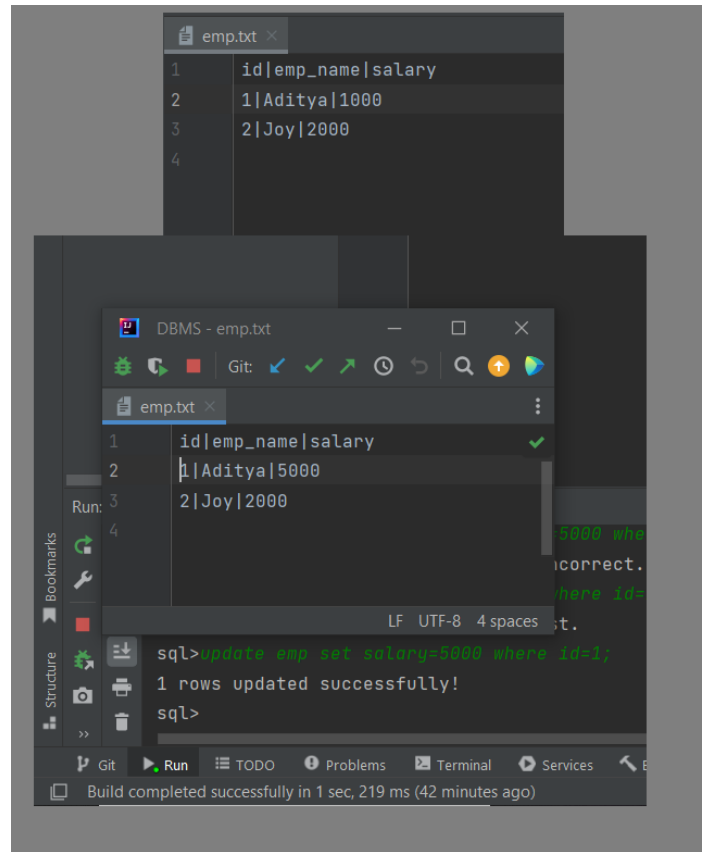 emp.txt
1 id|emp_name|salary
2 1|Aditya|1000
3 2|Joy|2000
4
DBMS - emp.txt
Git:
emp.txt
1 id|emp_name|salary
2 1|Aditya|5000
3 2|Joy|2000
4
Run:
=5000 whe
correct.
where id=
st.
LF UTF-8 4 spaces
sql>update emp set salary=5000 where id=1;
1 rows updated successfully!
sql>
Bookmarks
Structure
Git Run TODO Problems Terminal Services
Build completed successfully in 1 sec, 219 ms (42 minutes ago)